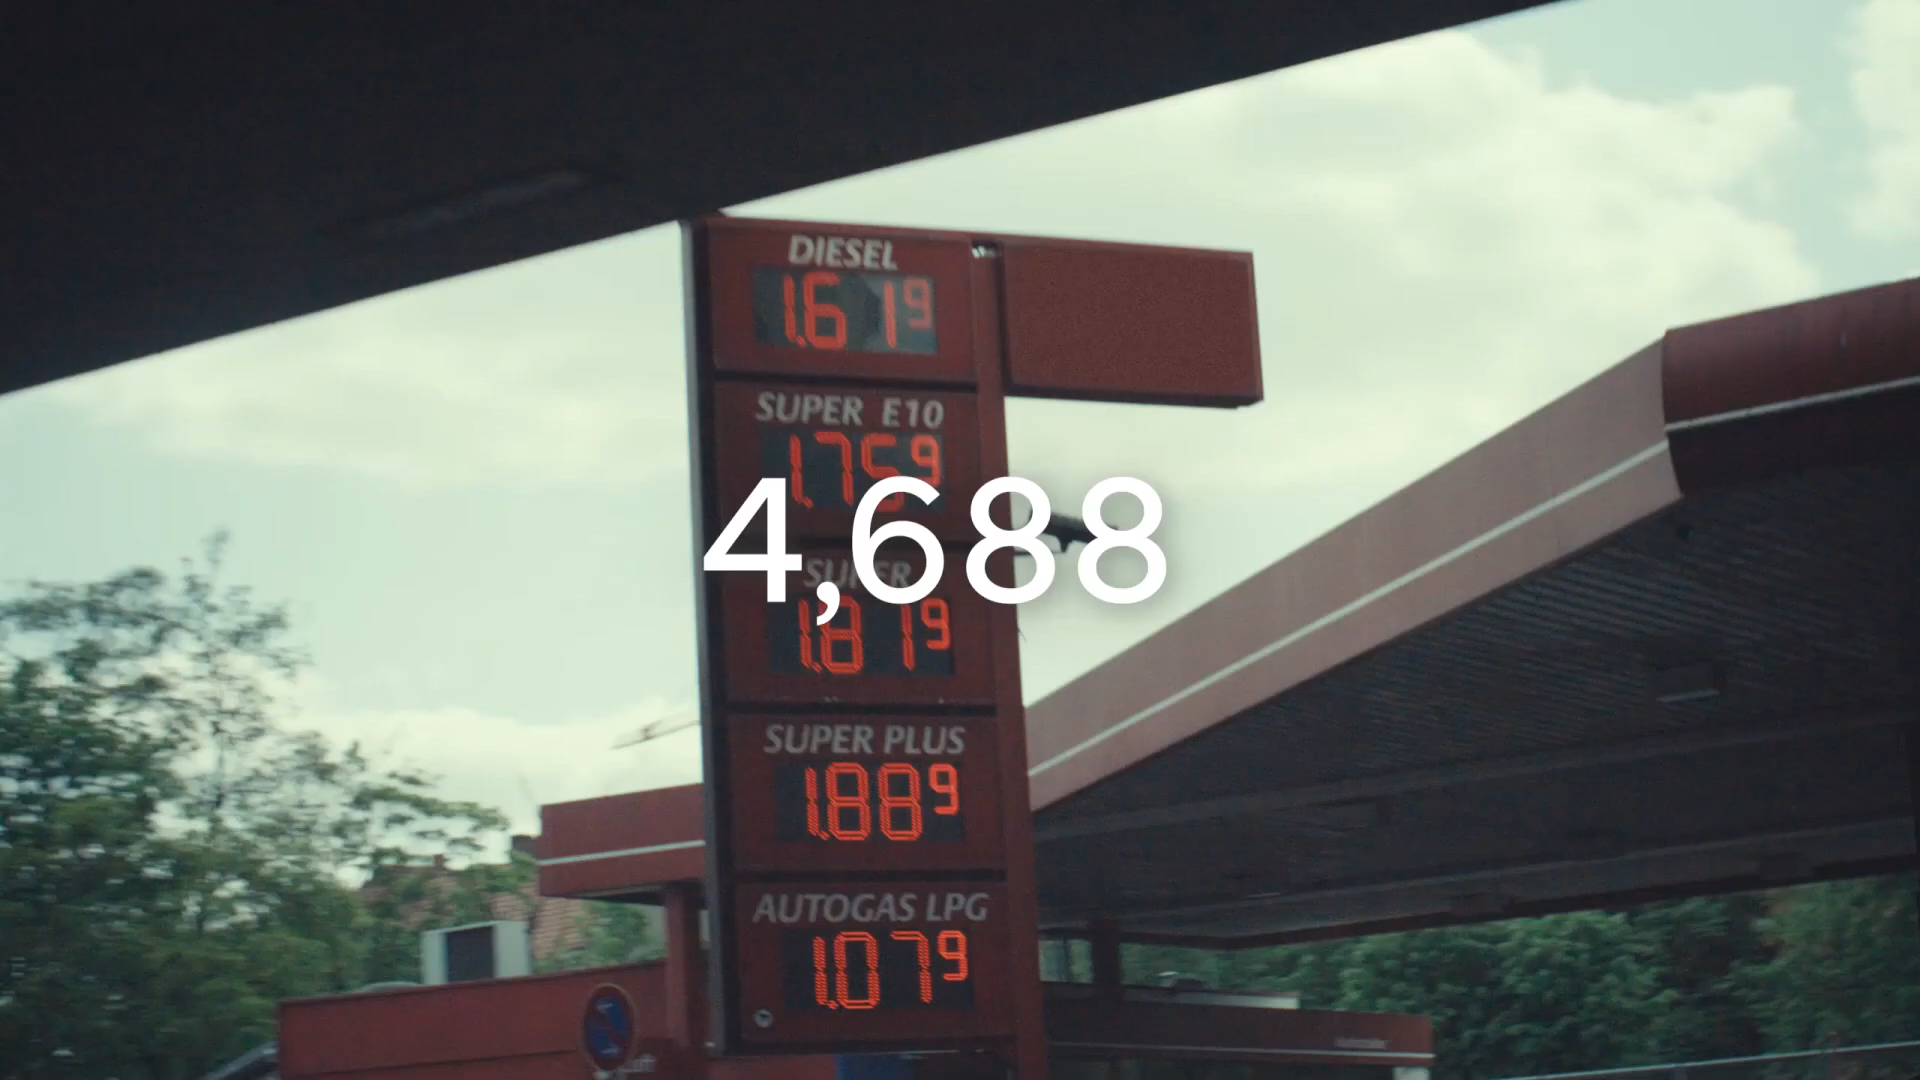 DIESEL
1.61⁹
SUPER E10
1.75⁹
4,688
SUPER
1.81⁹
SUPER PLUS
1.88⁹
AUTOGAS LPG
1.07⁹